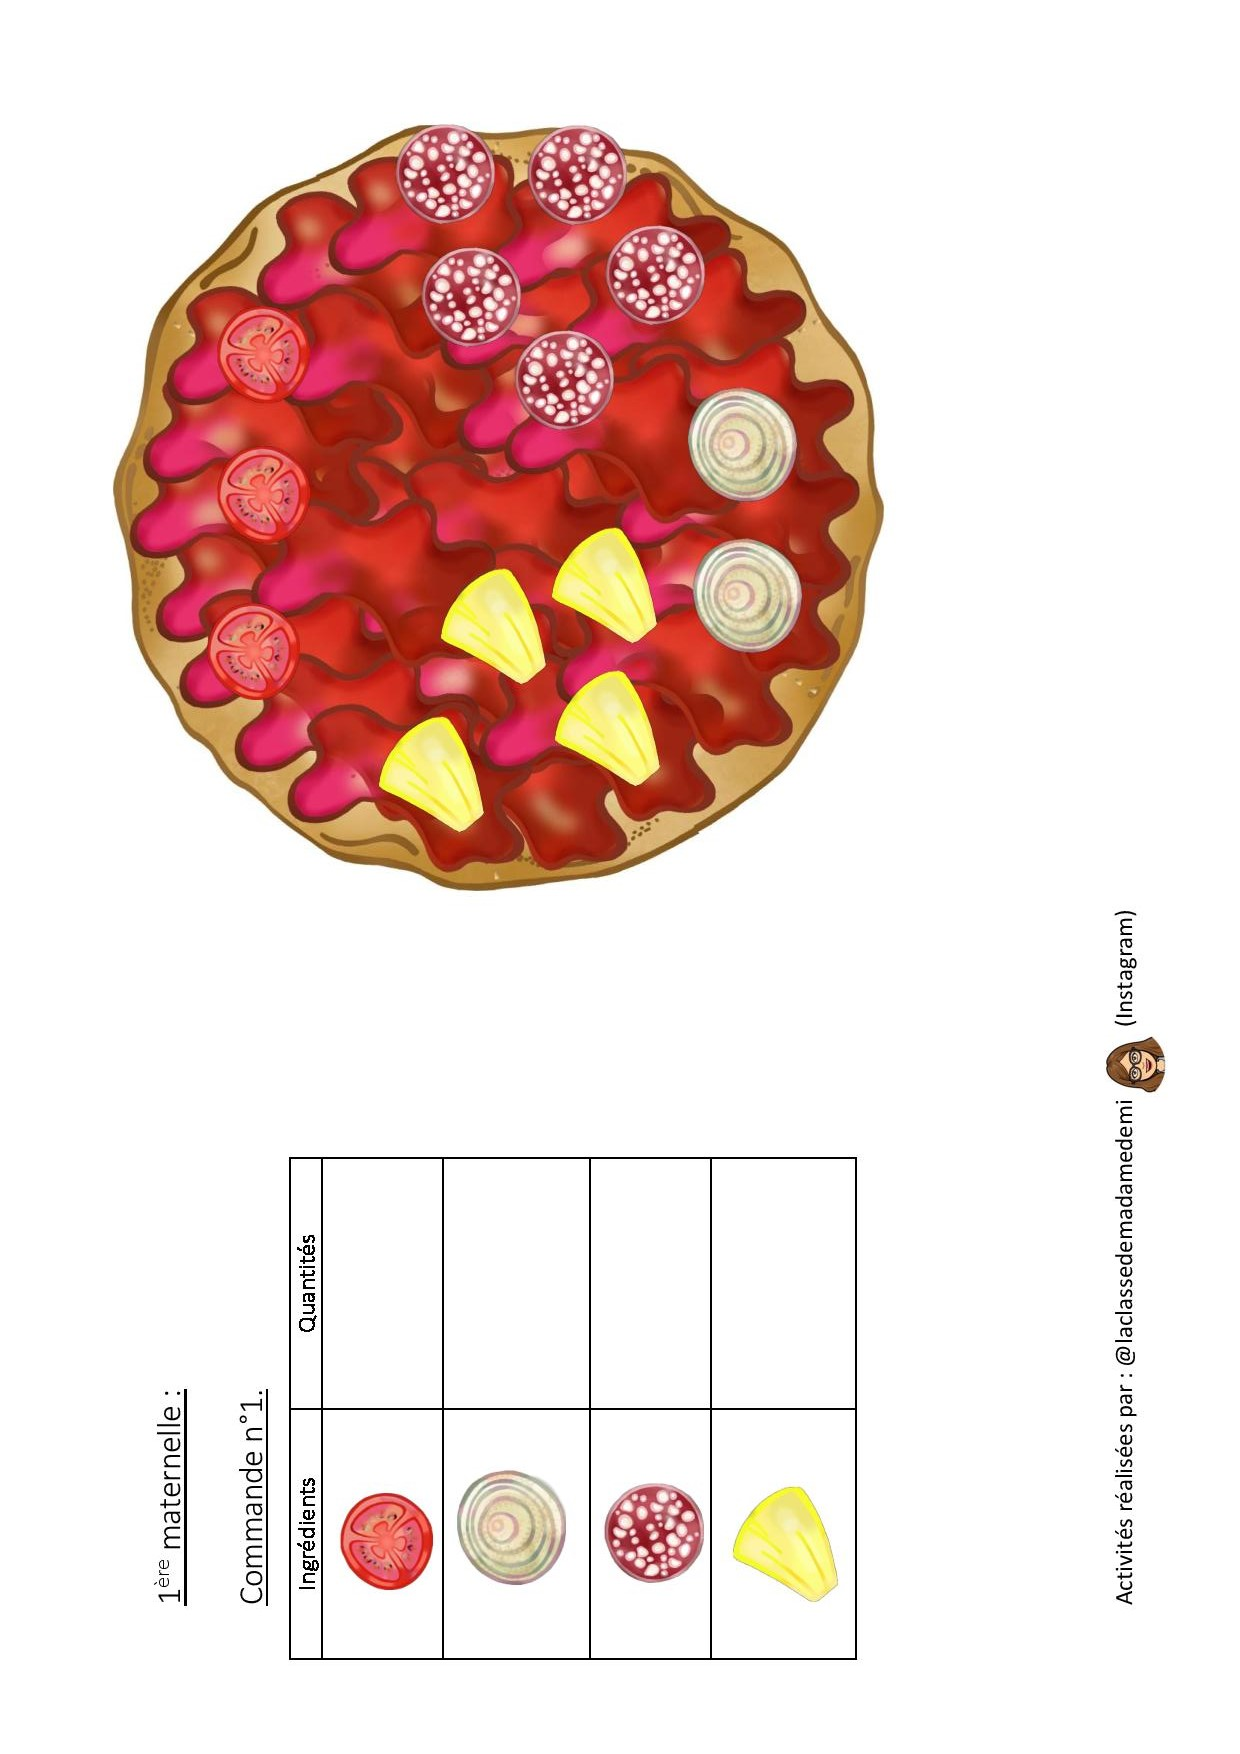 1ère maternelle :
Commande n°1.
Ingrédients Quantités
Activités réalisées par : @laclassedemadamedemi (Instagram)